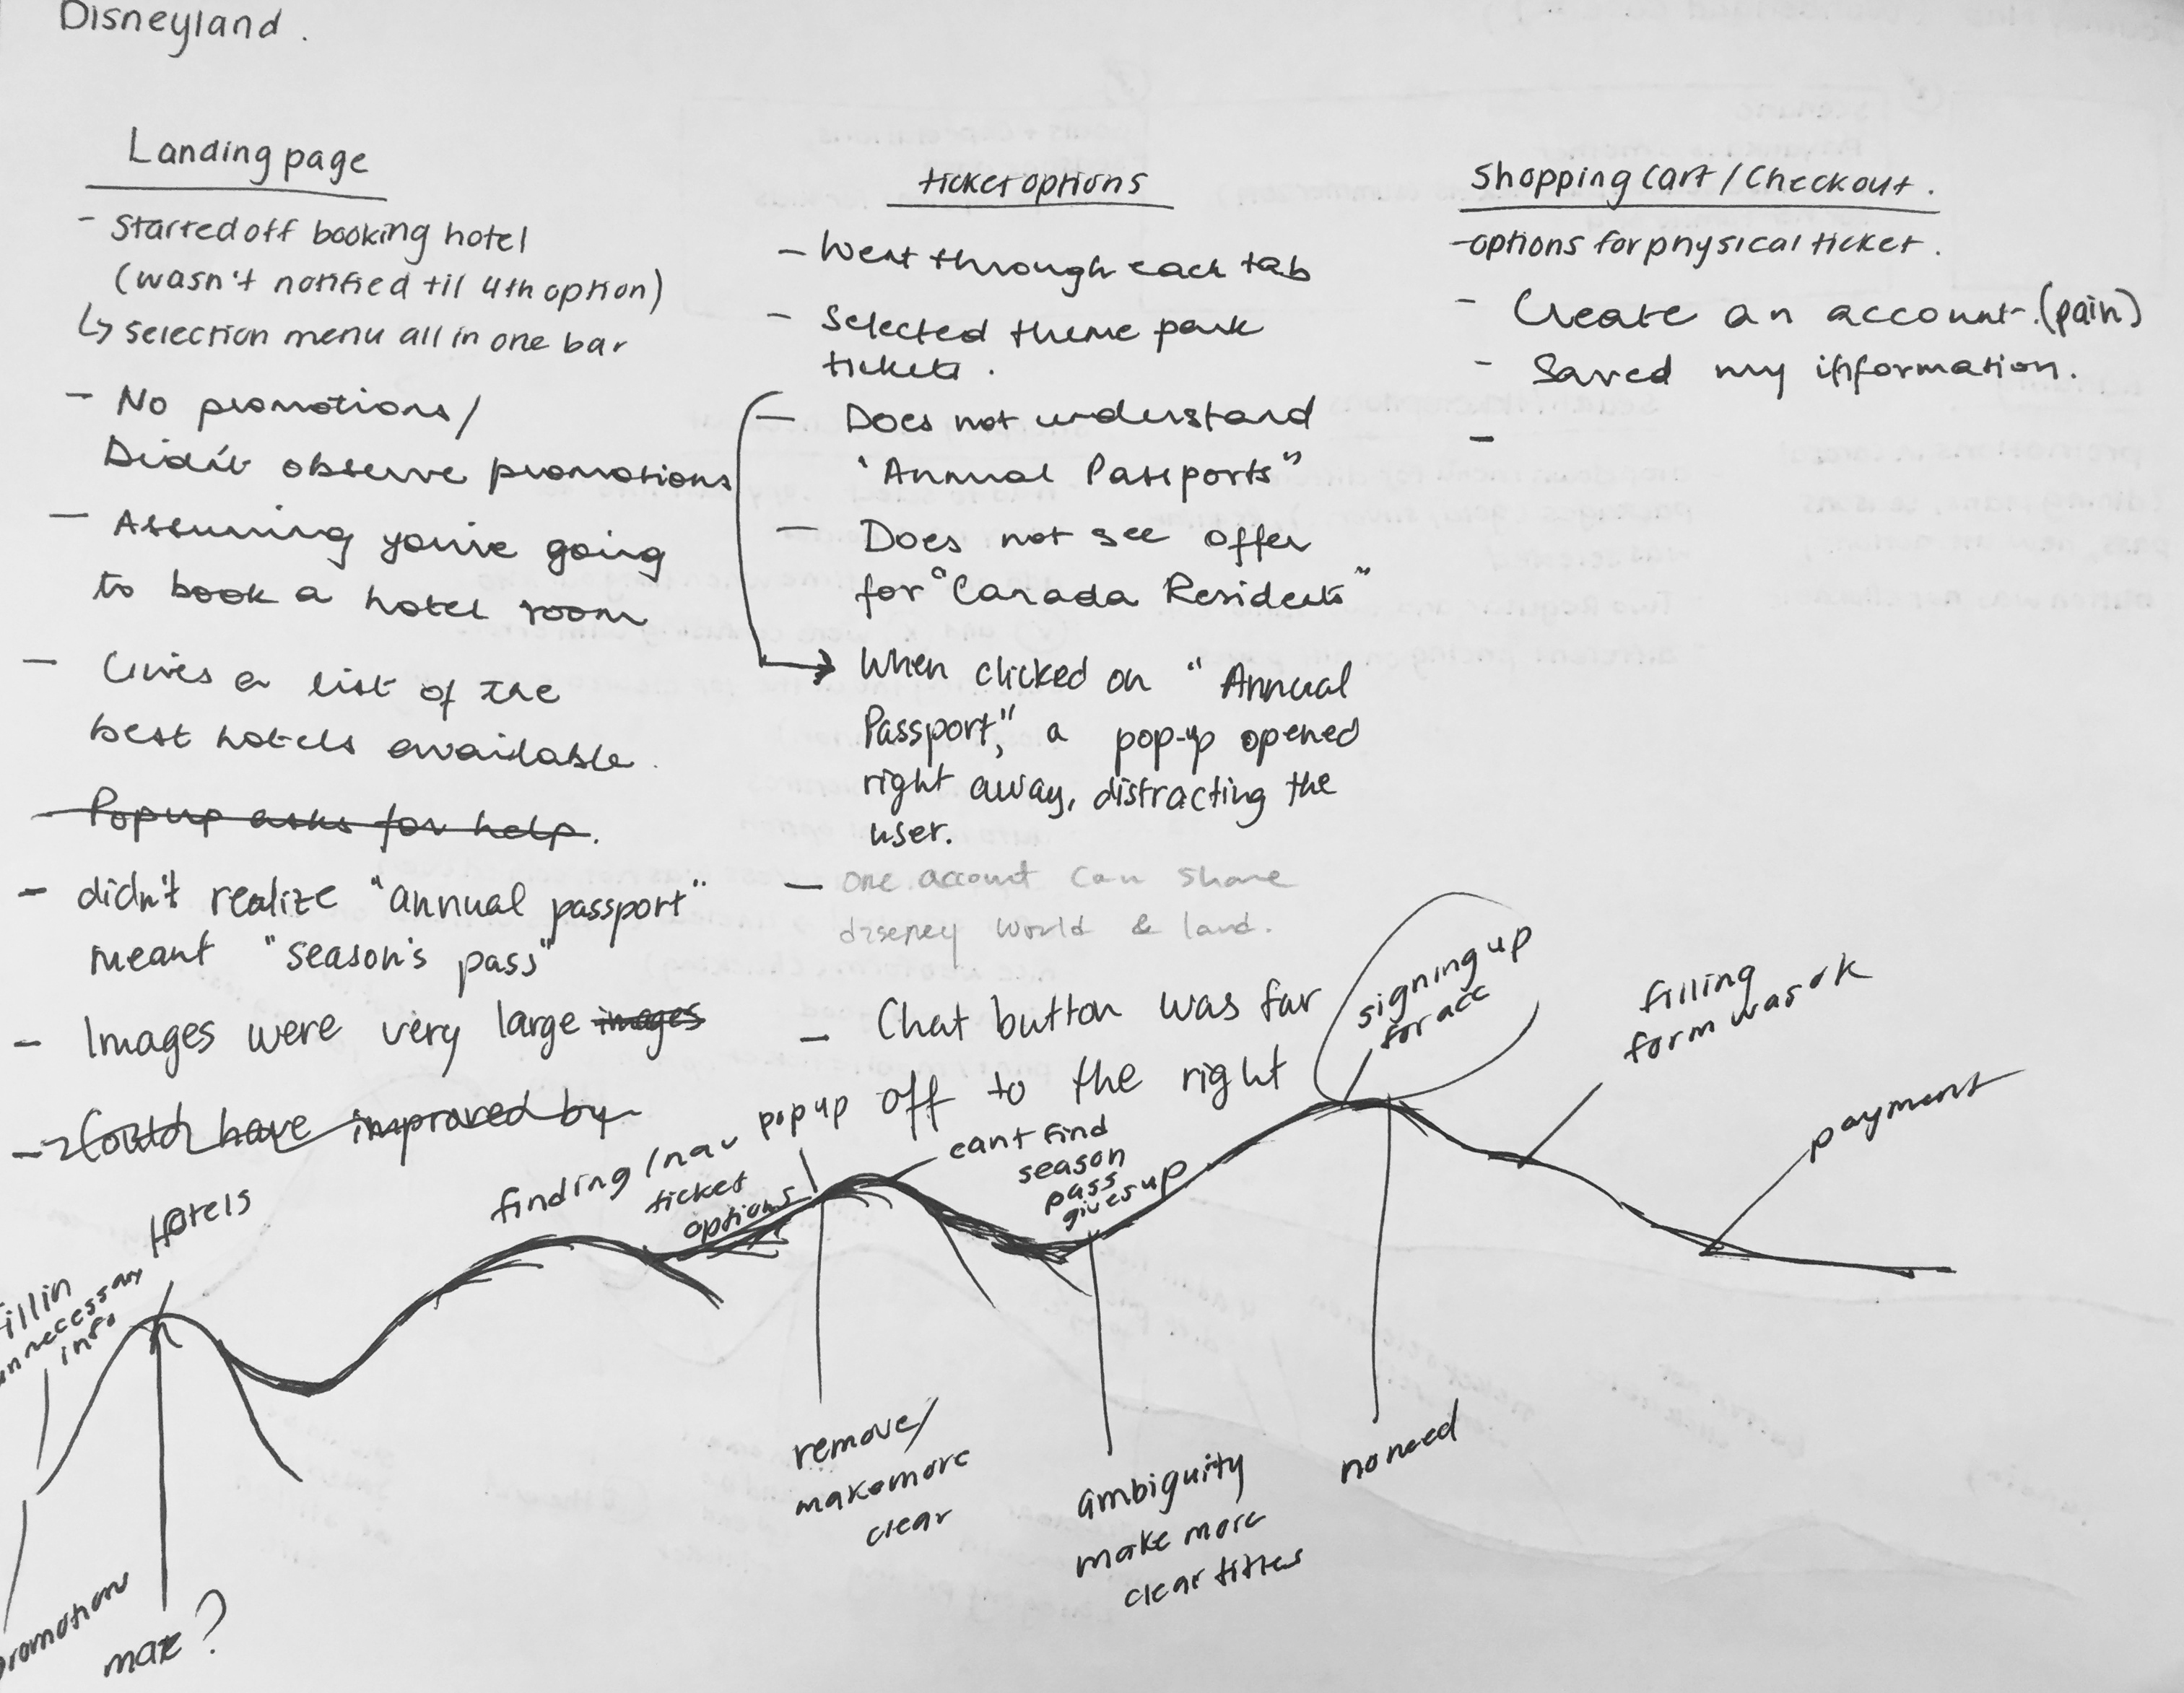 Disneyland.
Landing page
- Started off booking hotel
(wasn't notified til 4th option)
↳ selection menu all in one bar
- No promotions/
Didn't observe promotions
- Assuming you're going
to book a hotel room
- Gives a list of the
best hotels available.
- Popup asks for help.
- didn't realize "annual passport"
meant "season's pass"
- Images were very large images
- Could have improved by
ticket options
- Went through each tab
- Selected theme park
tickets.
- Does not understand
"Annual Passports"
- Does not see offer
for "Canada Residents"
→ When clicked on "Annual
Passport," a pop-up opened
right away, distracting the
user.
- one account can share
diseney world & land.
- Chat button was far
off to the right
Shopping Cart / Checkout.
- options for physical ticket.
- Create an account. (pain)
- Saved my information.
-
info
Hotels
finding / nav
ticket
options
popup
cant find
season
pass
gives up
signing up
for acc
filling
form was ok
payment
remove/
make more
clear
ambiguity
make more
clear titles
no need